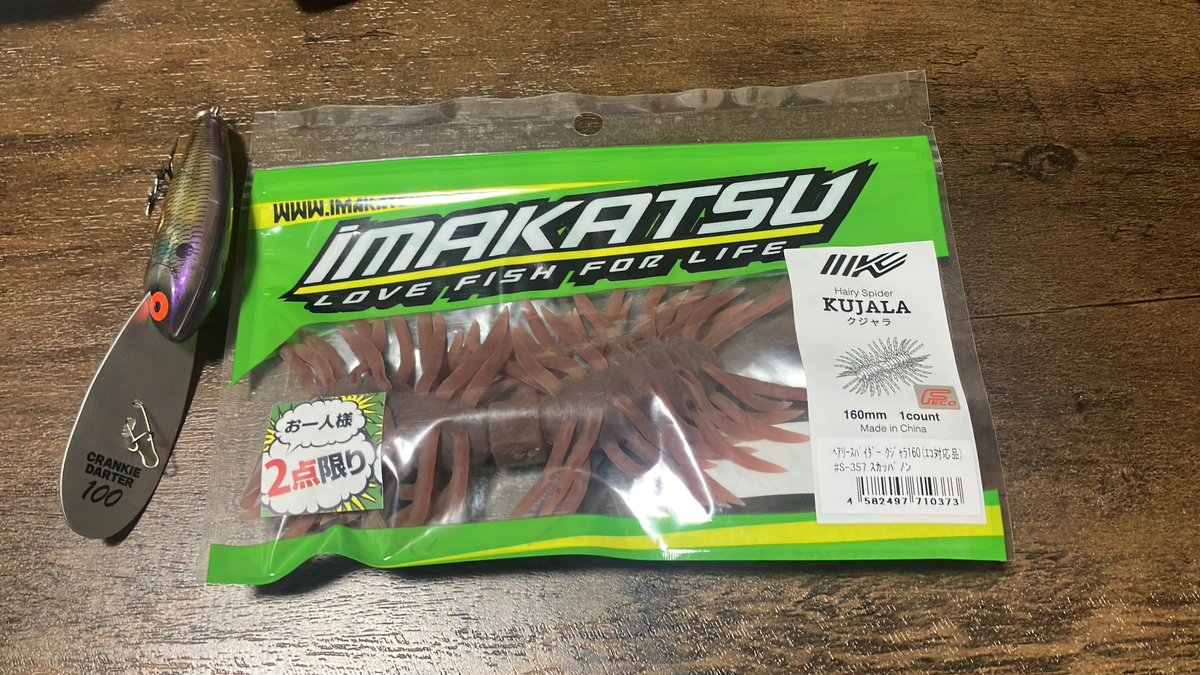 WWW.IMAKATS
IMAKATSU
LOVE FISH FOR LIFE
IK
Hairy Spider
KUJALA
クジャラ
FECO
160mm 1count
Made in China
ヘアリースパイダー クジャラ160(エコ対応品)
#S-357 スカッパノン
4 582497 710373
お一人様
2点限り
CRANKIE
DARTER
100